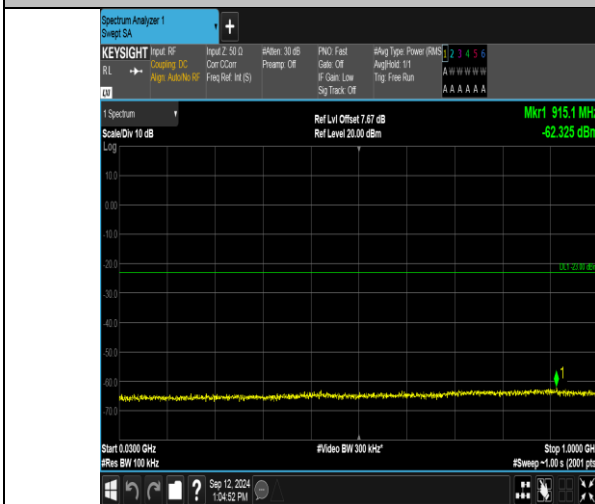 Spectrum Analyzer 1
Swept SA
+
KEYSIGHT
RL
LXI
Input: RF
Coupling: DC
Align: Auto/No RF
Input Z: 50 Ω
Corr CCorr
Freq Ref: Int (S)
#Atten: 30 dB
Preamp: Off
PNO: Fast
Gate: Off
IF Gain: Low
Sig Track: Off
#Avg Type: Power (RMS
Avg|Hold: 1/1
Trig: Free Run
1 2 3 4 5 6
A W W W W W
A A A A A A
1 Spectrum
Scale/Div 10 dB
Log
Ref Lvl Offset 7.67 dB
Ref Level 20.00 dBm
Mkr1 915.1 MHz
-62.325 dBm
10.0
0.00
-10.0
-20.0
DL1 -23.00 dBm
-30.0
-40.0
-50.0
-60.0
1
-70.0
Start 0.0300 GHz
#Res BW 100 kHz
#Video BW 300 kHz*
Stop 1.0000 GHz
#Sweep ~1.00 s (2001 pts
?
Sep 12, 2024
1:04:52 PM